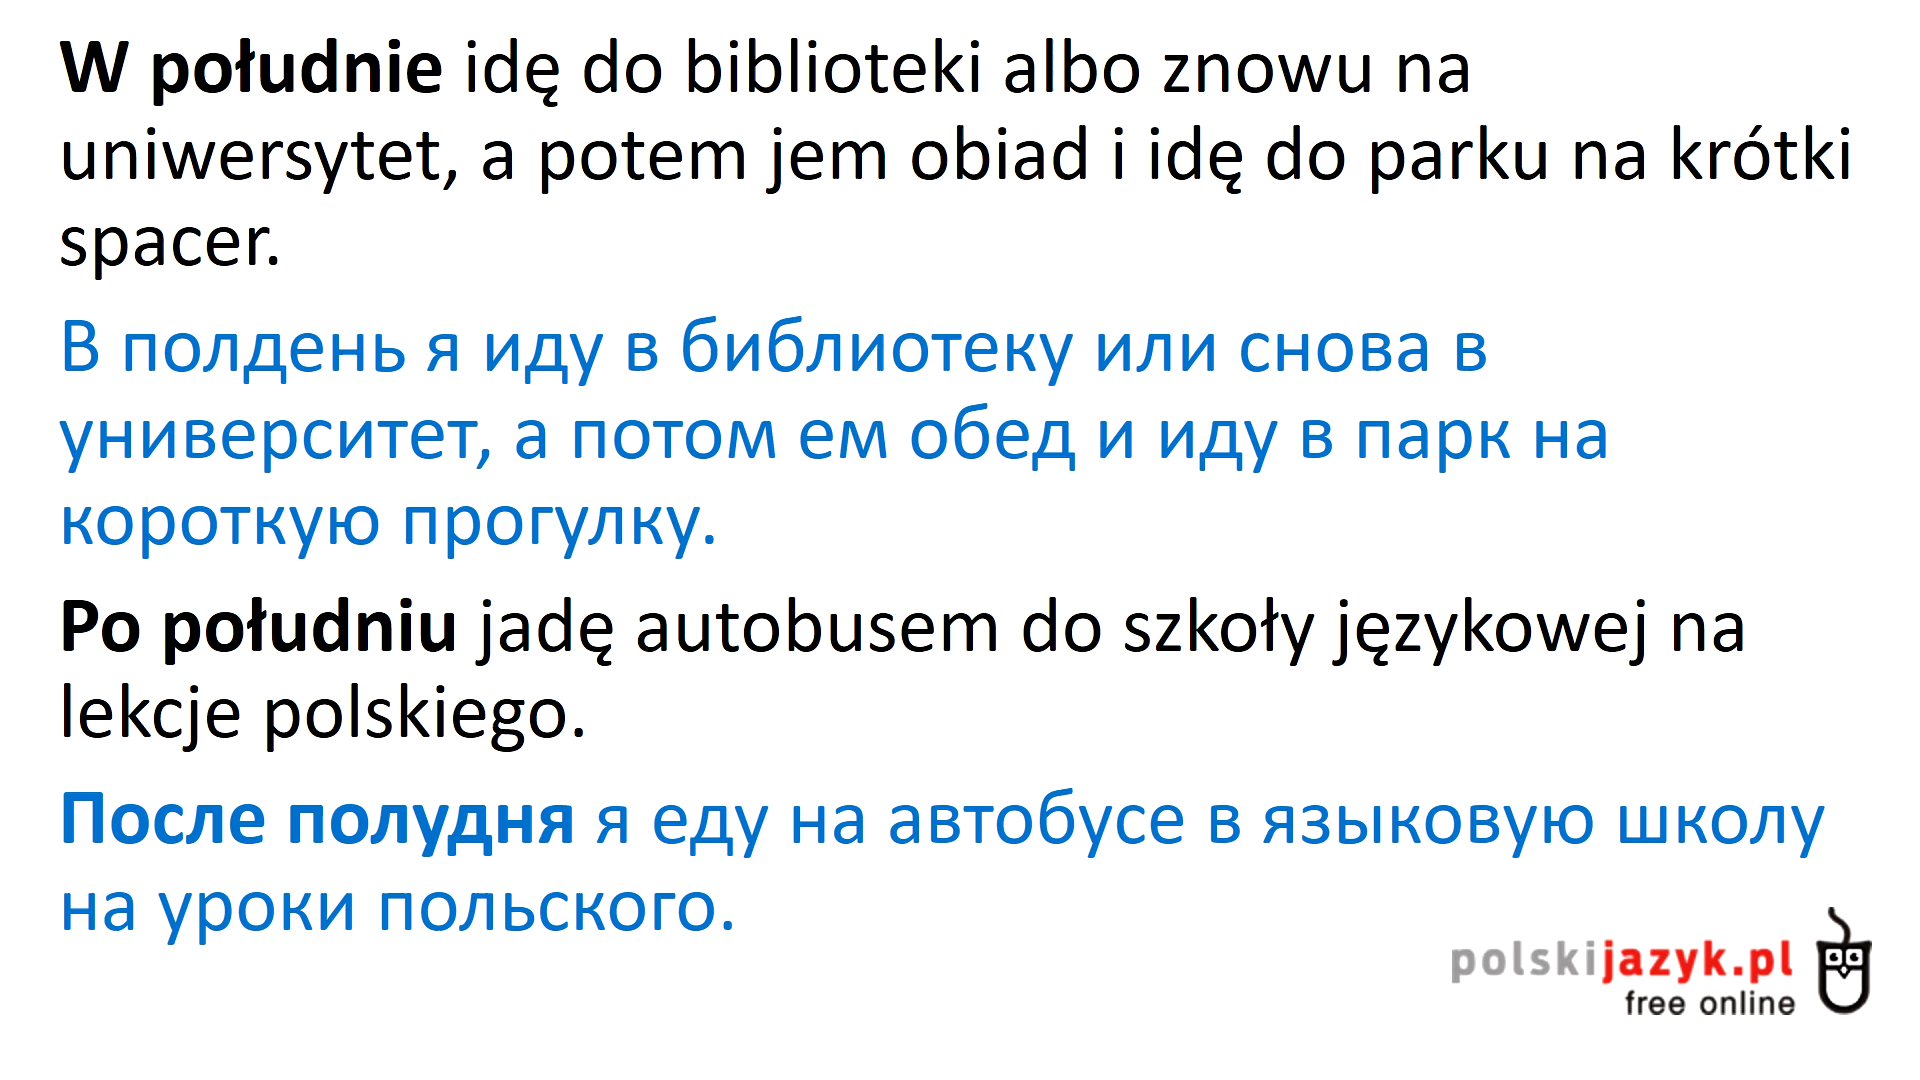 W południe idę do biblioteki albo znowu na
uniwersytet, a potem jem obiad i idę do parku na krótki
spacer.
В полдень я иду в библиотеку или снова в
университет, а потом ем обед и иду в парк на
короткую прогулку.
Po południu jadę autobusem do szkoły językowej na
lekcje polskiego.
После полудня я еду на автобусе в языковую школу
на уроки польского.
polskijazyk.pl
free online